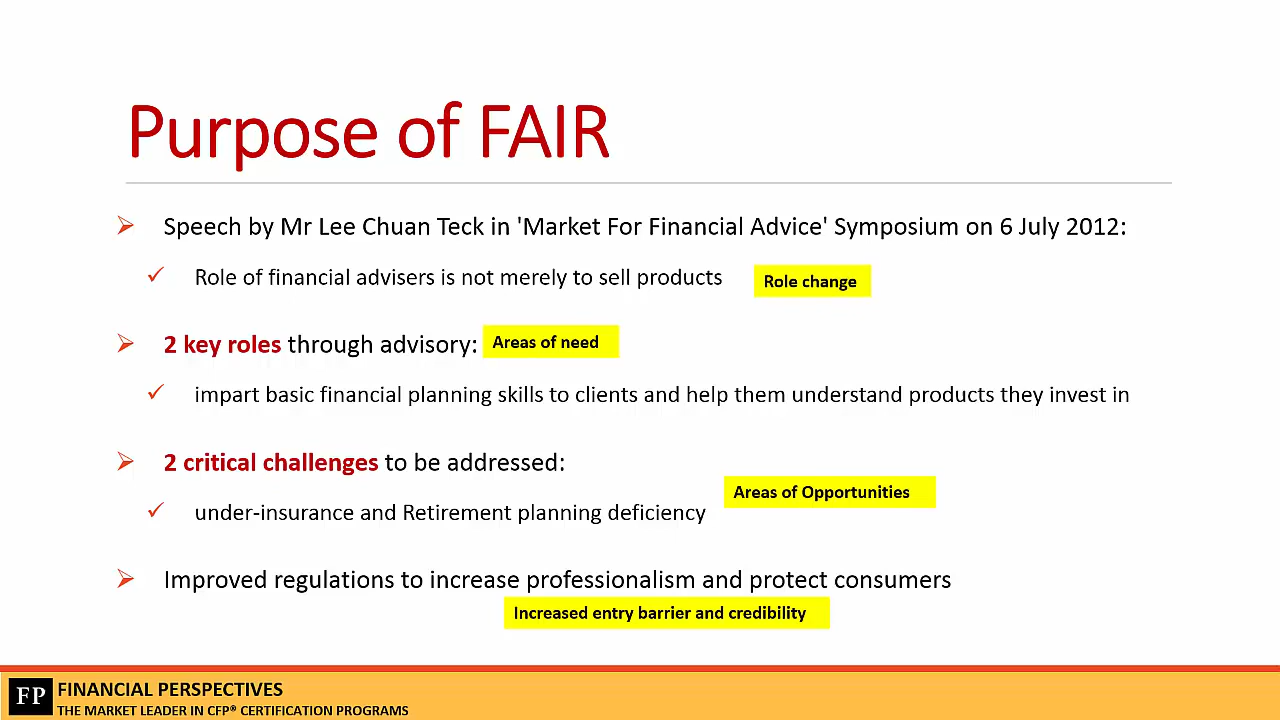 Purpose of FAIR
Speech by Mr Lee Chuan Teck in 'Market For Financial Advice' Symposium on 6 July 2012:
Role of financial advisers is not merely to sell products
Role change
2 key roles through advisory:
Areas of need
impart basic financial planning skills to clients and help them understand products they invest in
2 critical challenges to be addressed:
Areas of Opportunities
under-insurance and Retirement planning deficiency
Improved regulations to increase professionalism and protect consumers
Increased entry barrier and credibility
FP
FINANCIAL PERSPECTIVES
THE MARKET LEADER IN CFP® CERTIFICATION PROGRAMS